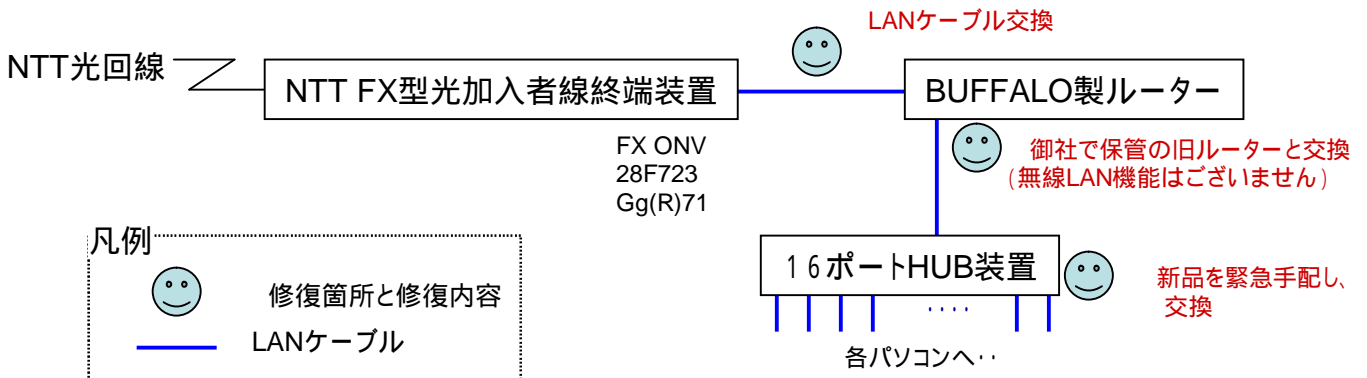 LANケーブル交換
NTT光回線
NTT FX型光加入者線終端装置
BUFFALO製ルーター
FX ONV
28F723
Gg(R)71
御社で保管の旧ルーターと交換
(無線LAN機能はございません)
凡例
修復箇所と修復内容
LANケーブル
16ポートHUB装置
新品を緊急手配し、
交換
・・・・
各パソコンへ・・